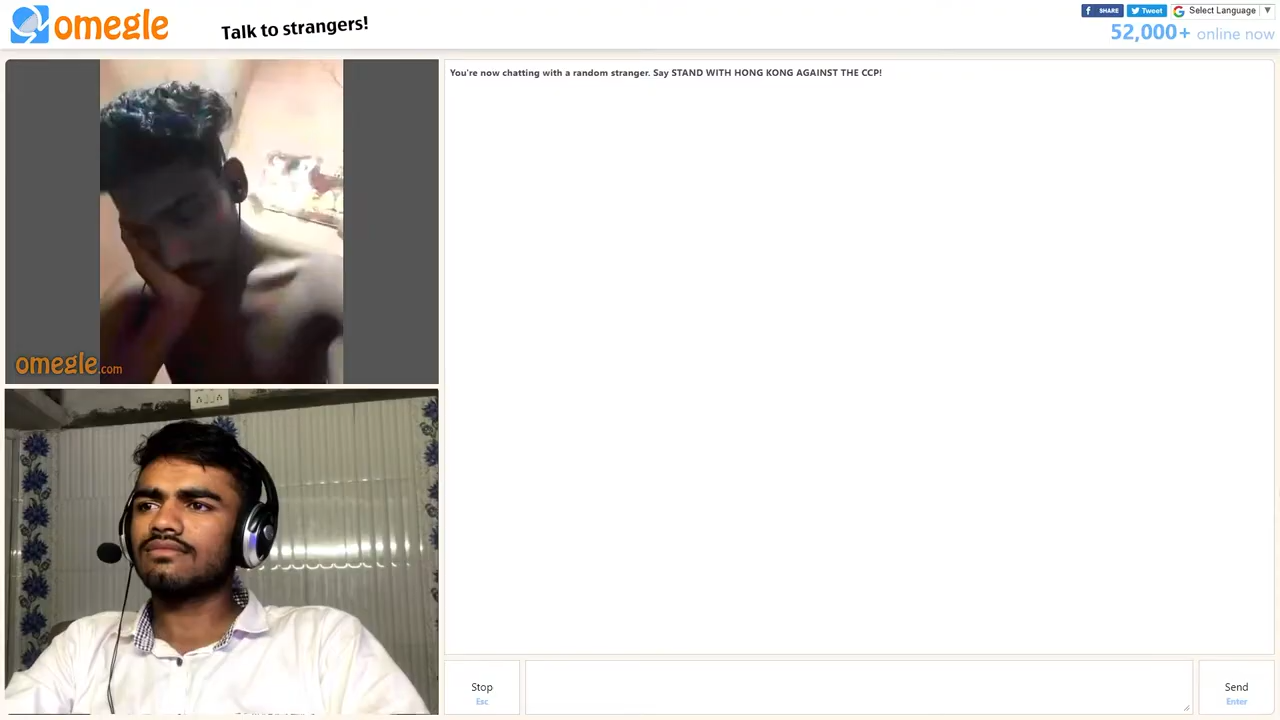 omegle
Talk to strangers!
f SHARE
Tweet
G Select Language ▼
52,000+ online now
You're now chatting with a random stranger. Say STAND WITH HONG KONG AGAINST THE CCP!
omegle.com
Stop
Esc
Send
Enter